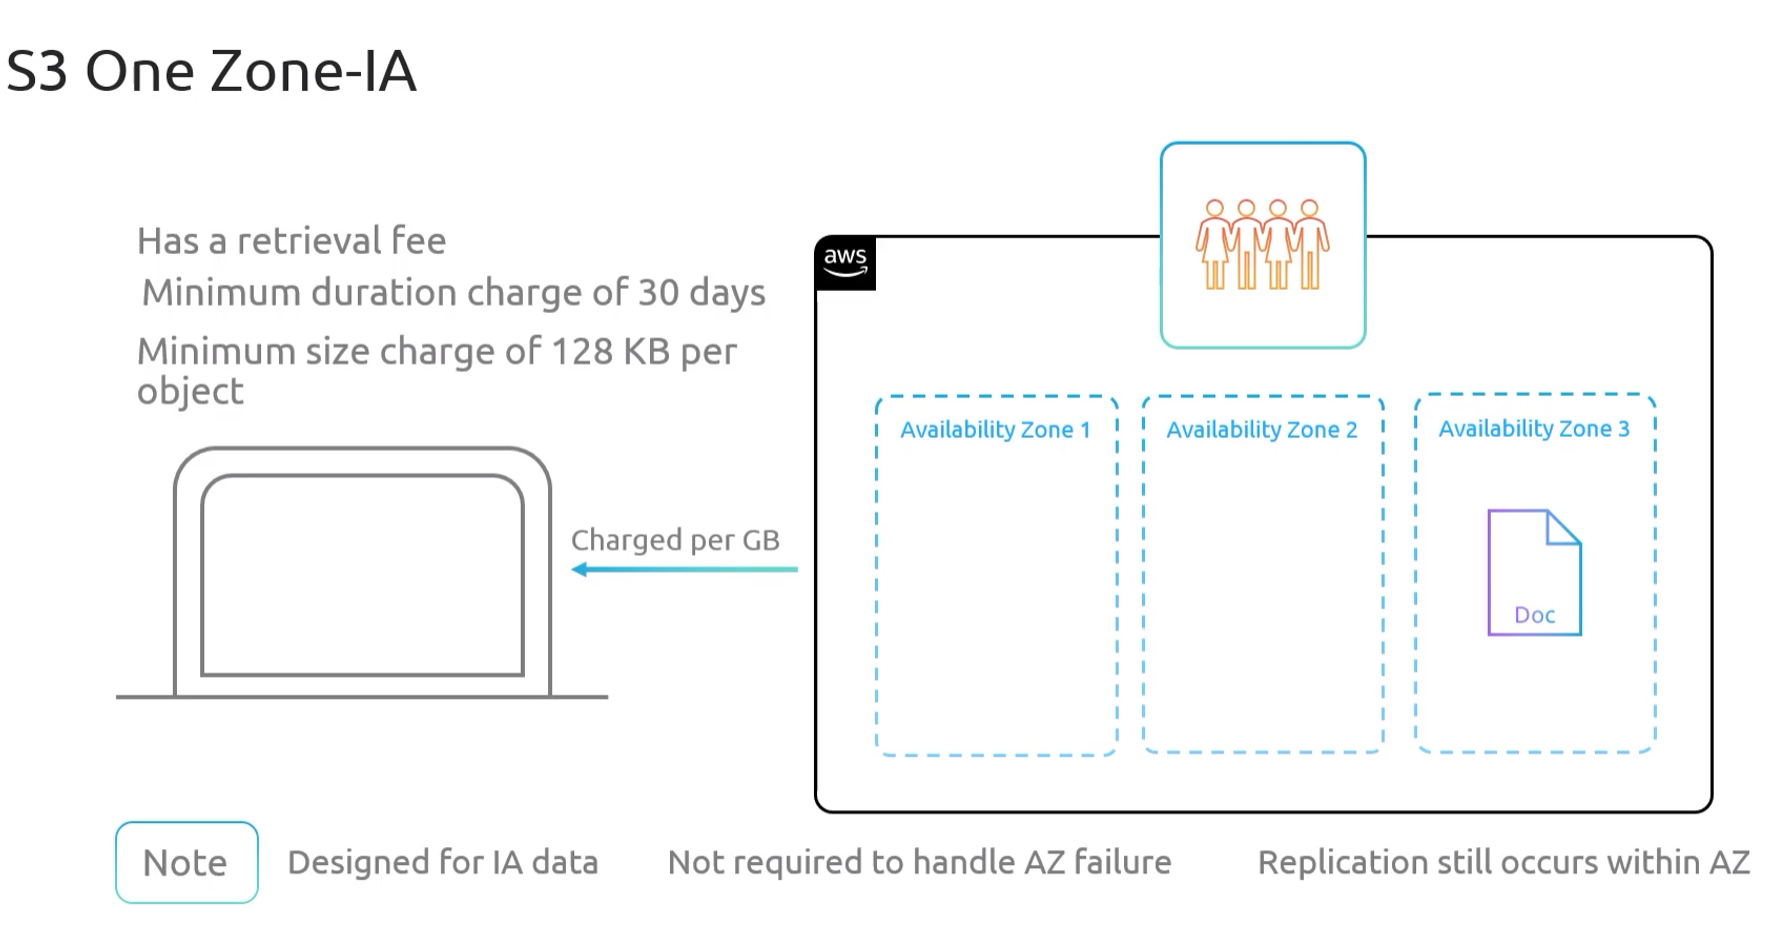 S3 One Zone-IA
Has a retrieval fee
Minimum duration charge of 30 days
Minimum size charge of 128 KB per
object
Charged per GB
aws
Availability Zone 1
Availability Zone 2
Availability Zone 3
Doc
Note
Designed for IA data
Not required to handle AZ failure
Replication still occurs within AZ